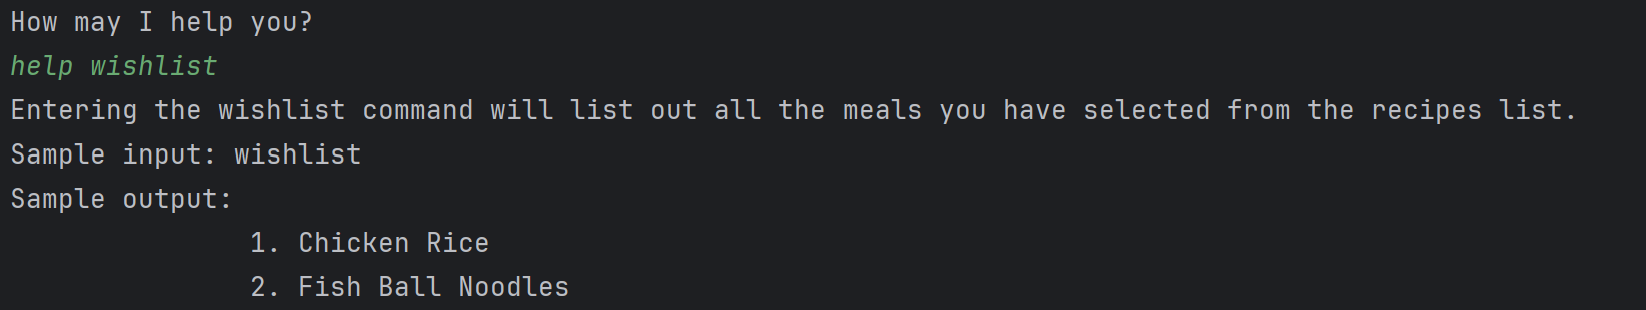 How may I help you?
help wishlist
Entering the wishlist command will list out all the meals you have selected from the recipes list.
Sample input: wishlist
Sample output:
1. Chicken Rice
2. Fish Ball Noodles